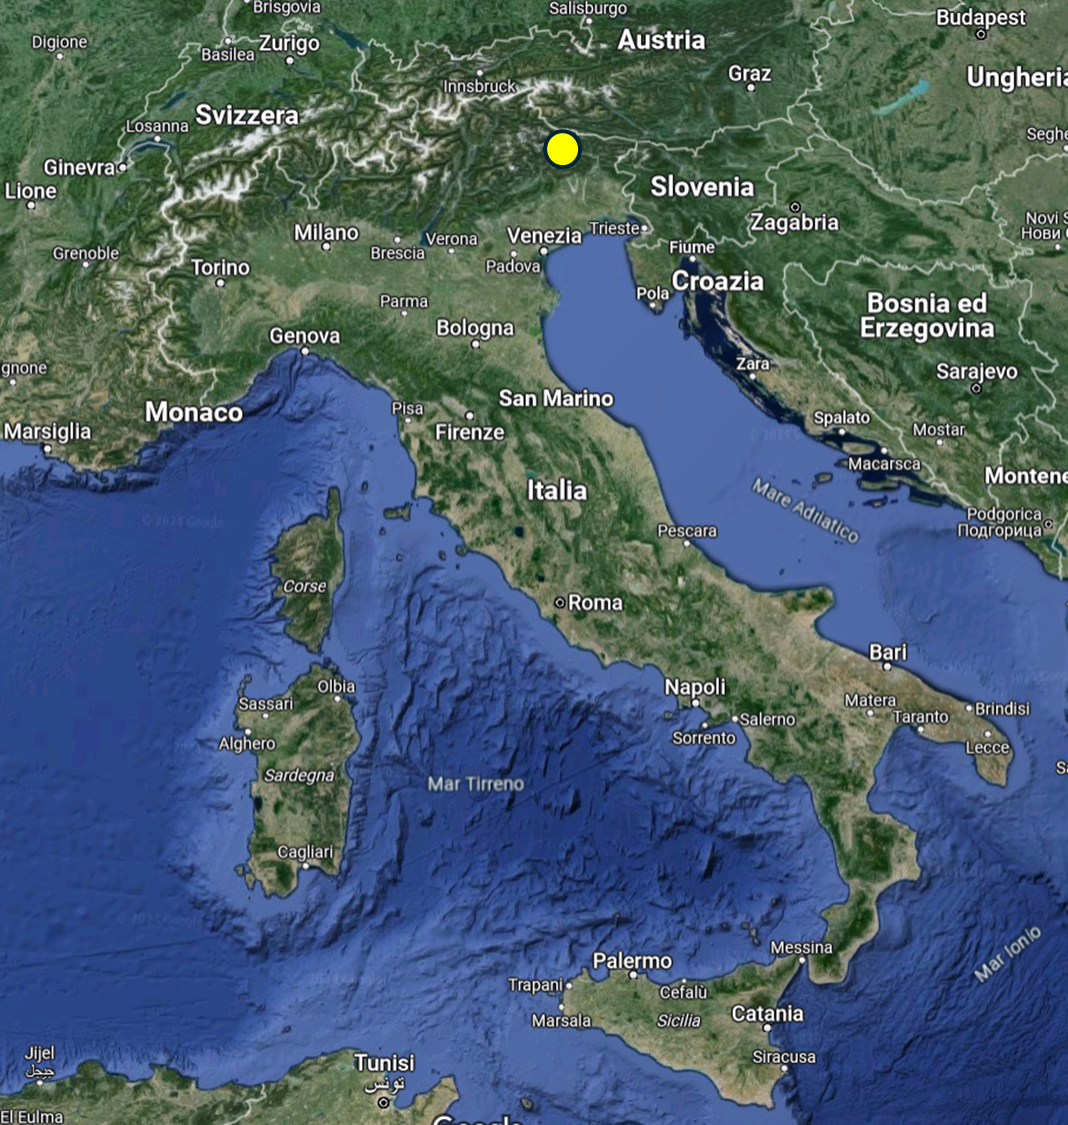 Brisgovia
Salisburgo
Budapest
Digione
Basilea
Zurigo
Austria
Innsbruck
Graz
Ungheria
Svizzera
Losanna
Ginevra
Lione
Slovenia
Zagabria
Novi S
Нови
Grenoble
Milano
Brescia
Verona
Venezia
Trieste
Padova
Fiume
Torino
Croazia
Pola
Parma
Bologna
Bosnia ed
Erzegovina
Genova
gnone
Zara
Sarajevo
Monaco
Pisa
San Marino
Firenze
Marsiglia
Spalato
Mostar
Macarsca
Italia
Montene
Mare Adriatico
Podgorica
Подгорица
© 2024 Google
Pescara
Corse
Roma
Bari
Olbia
Napoli
Sassari
Matera
Brindisi
Salerno
Taranto
Sorrento
Alghero
Lecce
Sardegna
Sa
Mar Tirreno
Cagliari
Mar Ionio
Messina
Palermo
Trapani
Cefalù
Marsala
Sicilia
Catania
Siracusa
Jijel
جيجل
Tunisi
تونس
El Eulma
Google